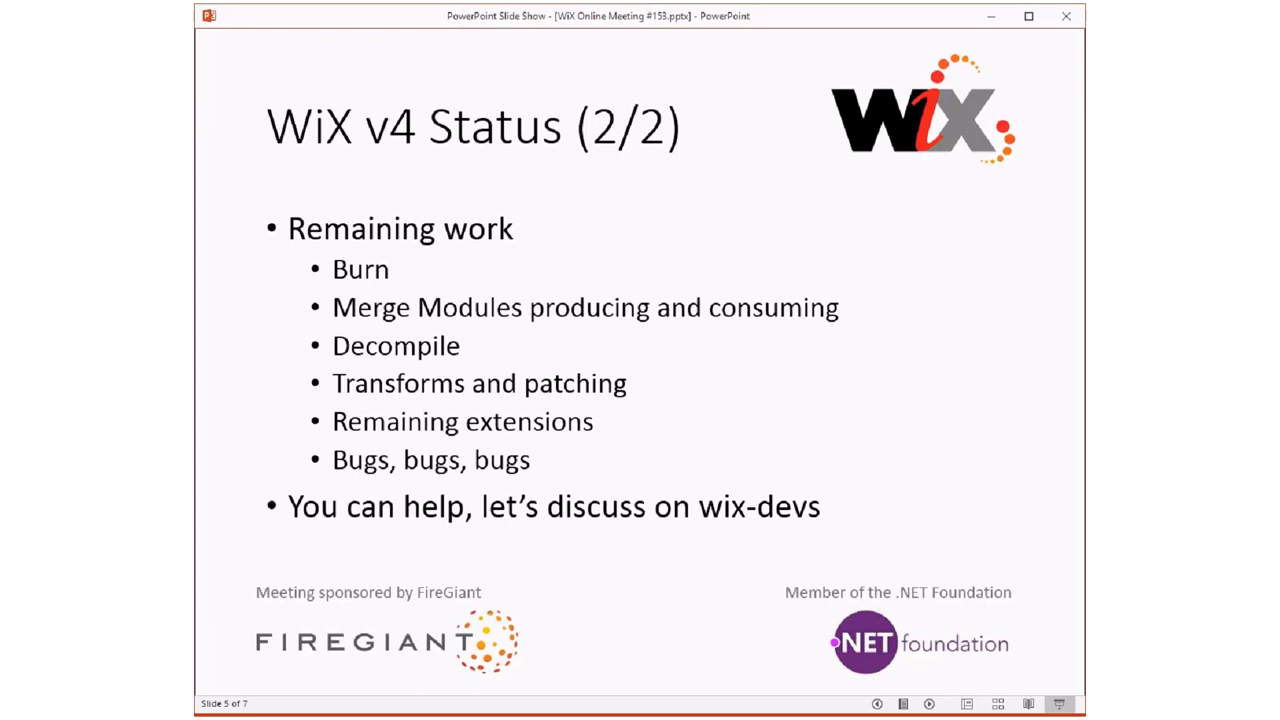 PowerPoint Slide Show - [WiX Online Meeting #153.pptx] - PowerPoint
WiX v4 Status (2/2)
WiX
• Remaining work
• Burn
• Merge Modules producing and consuming
• Decompile
• Transforms and patching
• Remaining extensions
• Bugs, bugs, bugs
• You can help, let's discuss on wix-devs
Meeting sponsored by FireGiant
Member of the .NET Foundation
FIREGIANT
.NET foundation
Slide 5 of 7